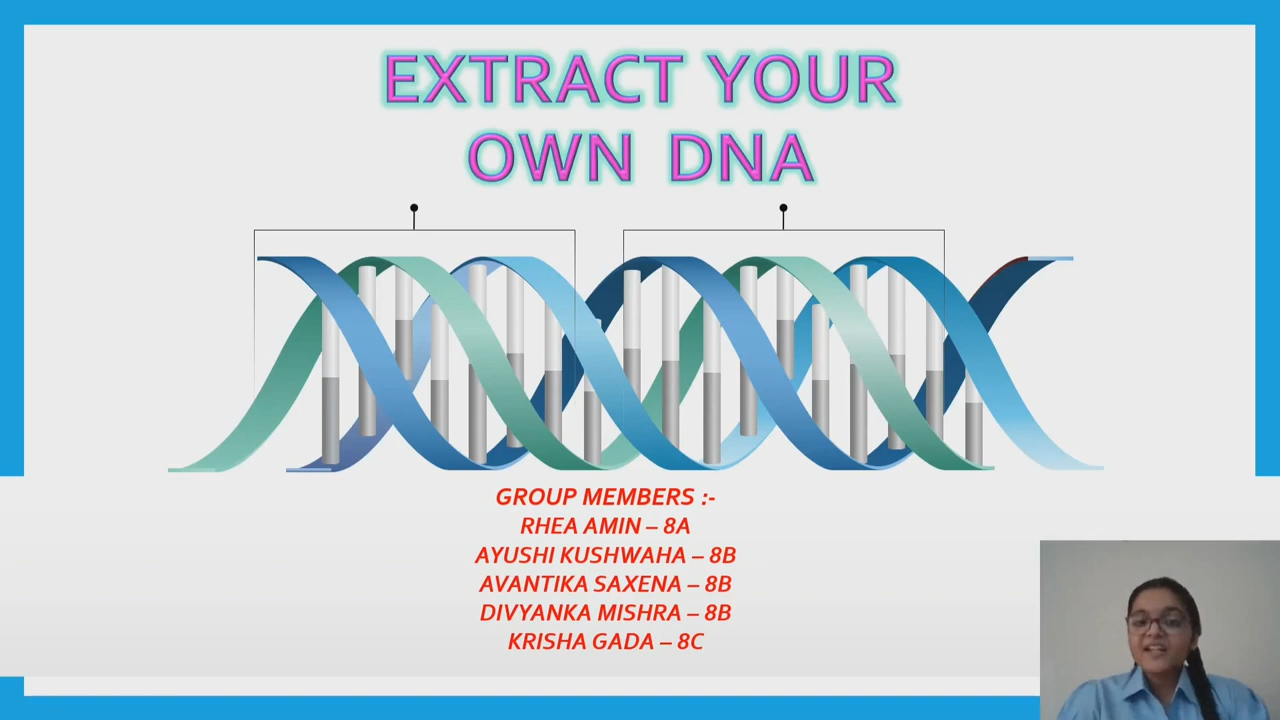 EXTRACT YOUR
OWN DNA
GROUP MEMBERS :-
RHEA AMIN – 8A
AYUSHI KUSHWAHA – 8B
AVANTIKA SAXENA – 8B
DIVYANKA MISHRA – 8B
KRISHA GADA – 8C